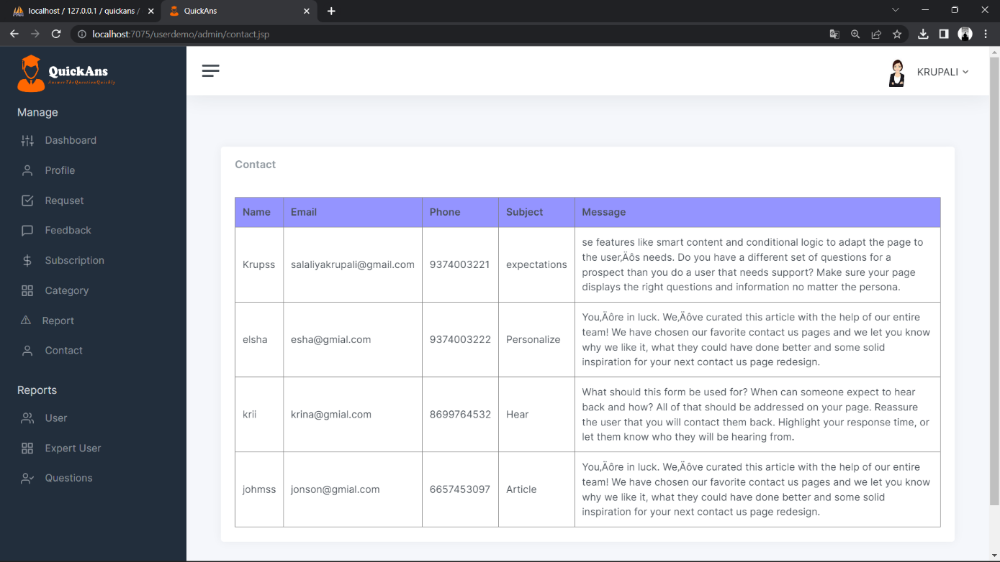 localhost / 127.0.0.1 / quickans /
QuickAns
localhost:7075/userdemo/admin/contact.jsp
QuickAns
AnswerTheQuestionQuickly
KRUPALI
Manage
Dashboard
Profile
Requset
Feedback
Subscription
Category
Report
Contact
Reports
User
Expert User
Questions
Contact
Name Email Phone Subject Message
Krupss salaliyakrupali@gmail.com 9374003221 expectations
se features like smart content and conditional logic to adapt the page to
the user‚Äôs needs. Do you have a different set of questions for a
prospect than you do a user that needs support? Make sure your page
displays the right questions and information no matter the persona.
elsha esha@gmial.com 9374003222 Personalize
You‚Äôre in luck. We‚Äôve curated this article with the help of our entire
team! We have chosen our favorite contact us pages and we let you know
why we like it, what they could have done better and some solid
inspiration for your next contact us page redesign.
krii krina@gmial.com 8699764532 Hear
What should this form be used for? When can someone expect to hear
back and how? All of that should be addressed on your page. Reassure
the user that you will contact them back. Highlight your response time, or
let them know who they will be hearing from.
johmss jonson@gmial.com 6657453097 Article
You‚Äôre in luck. We‚Äôve curated this article with the help of our entire
team! We have chosen our favorite contact us pages and we let you know
why we like it, what they could have done better and some solid
inspiration for your next contact us page redesign.